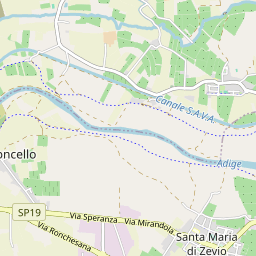 Canale S.A.V.A.
Adige
oncello
SP19
Via Speranza
Via Mirandola
Via Ronchesana
Santa Maria
di Zevio